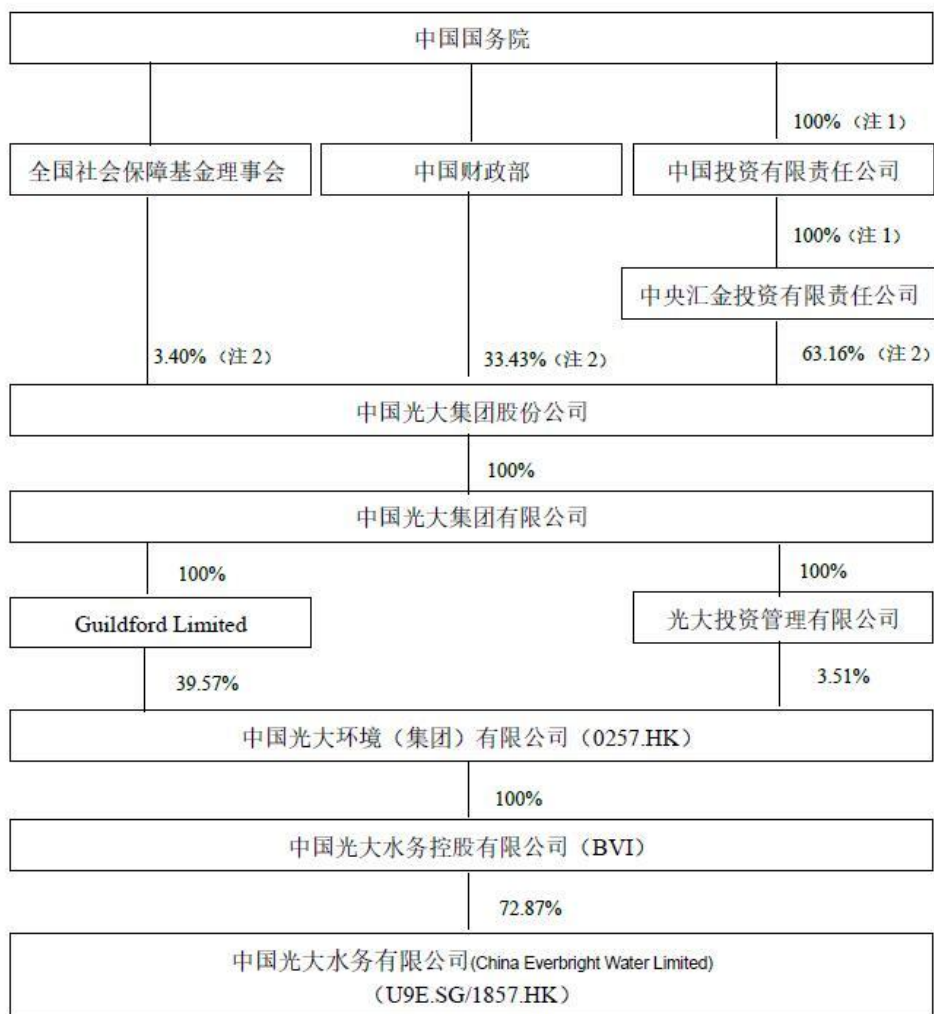 中国国务院
100%（注 1）
全国社会保障基金理事会
中国财政部
中国投资有限责任公司
100%（注 1）
中央汇金投资有限责任公司
3.40%（注 2）
33.43%（注 2）
63.16%（注 2）
中国光大集团股份公司
100%
中国光大集团有限公司
100%
100%
Guildford Limited
光大投资管理有限公司
39.57%
3.51%
中国光大环境（集团）有限公司（0257.HK）
100%
中国光大水务控股有限公司（BVI）
72.87%
中国光大水务有限公司(China Everbright Water Limited)
（U9E.SG/1857.HK）